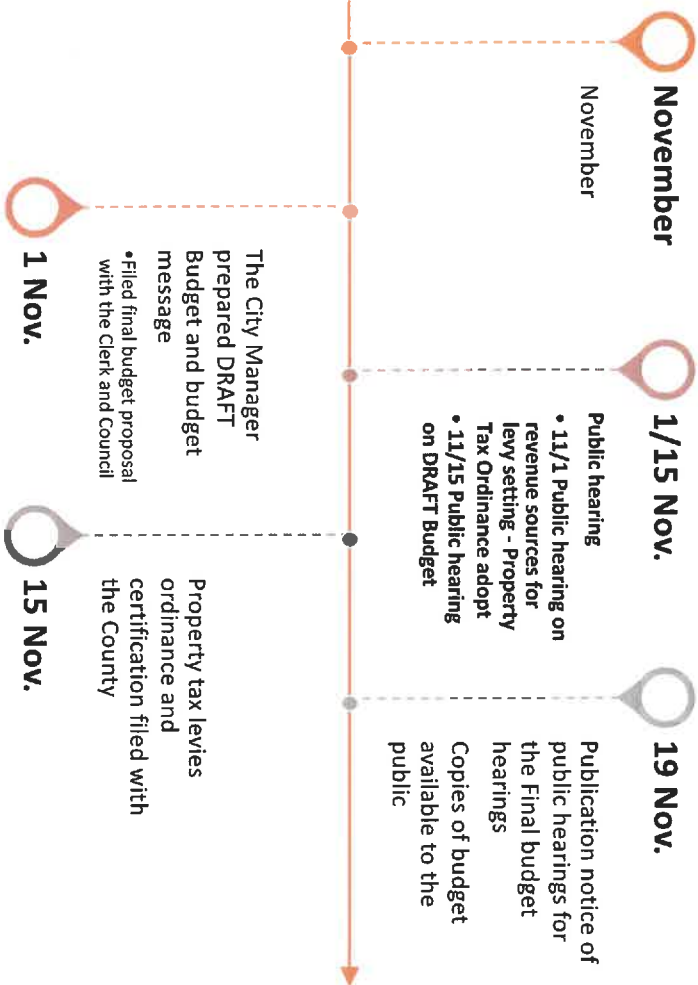 November
November
1 Nov.
The City Manager
prepared DRAFT
Budget and budget
message
•Filed final budget proposal
with the Clerk and Council
1/15 Nov.
Public hearing
• 11/1 Public hearing on
revenue sources for
levy setting - Property
Tax Ordinance adopt
• 11/15 Public hearing
on DRAFT Budget
15 Nov.
Property tax levies
ordinance and
certification filed with
the County
19 Nov.
Publication notice of
public hearings for
the Final budget
hearings
Copies of budget
available to the
public